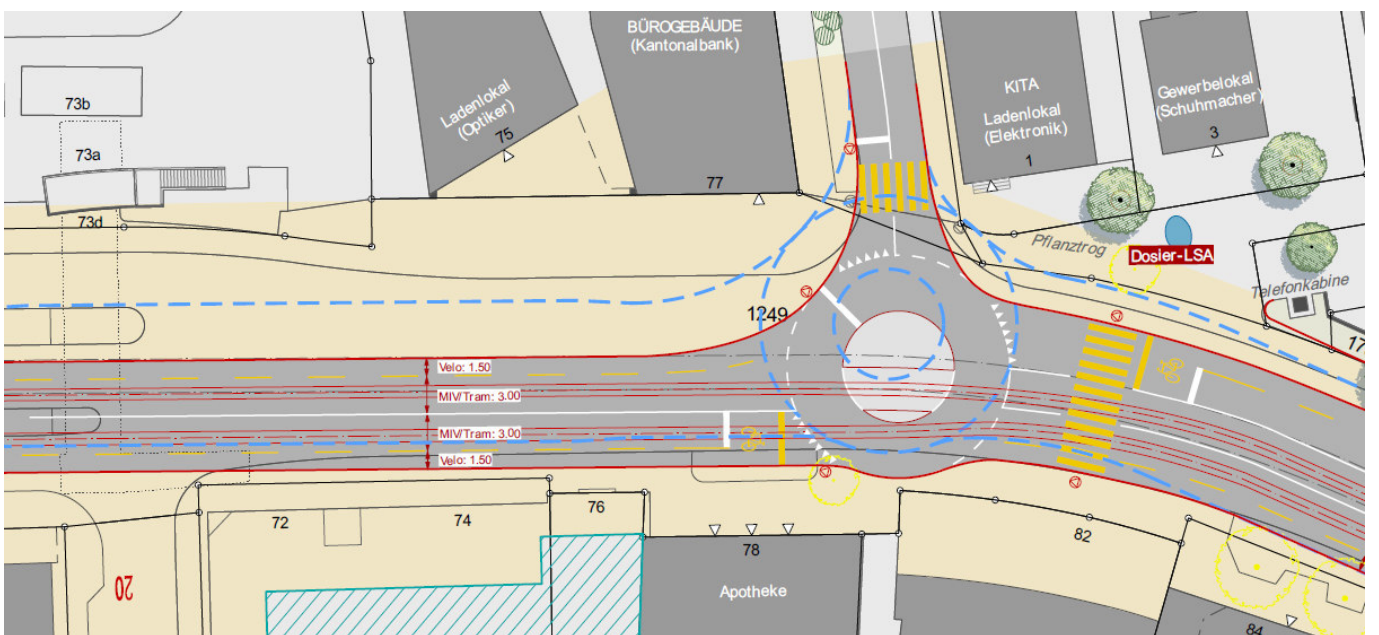 BÜROGEBÄUDE
(Kantonalbank)
KITA
Ladenlokal
(Elektronik)
1
Gewerbelokal
(Schuhmacher)
3
Ladenlokal
(Optiker)
75
73b
73a
73d
77
Pflanztrog
Dosier-LSA
Telefonkabine
17
1249
Velo: 1.50
MIV/Tram: 3.00
MIV/Tram: 3.00
Velo: 1.50
72
74
76
78
82
84
Apotheke
20